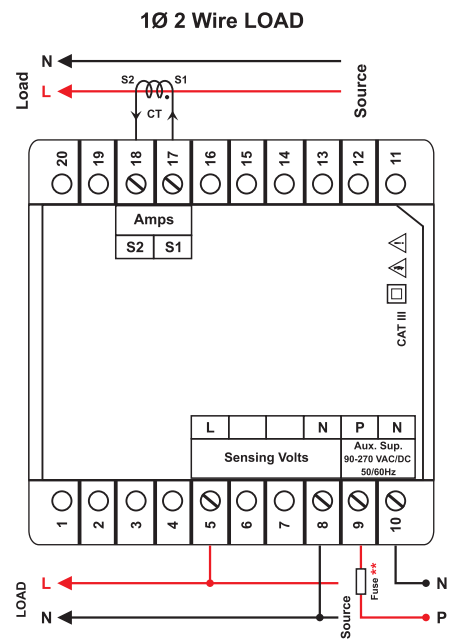 1Ø 2 Wire LOAD
N
Load
L
S2
S1
CT
Source
20 19 18 17 16 15 14 13 12 11
Amps
S2 S1
CAT III
L N P N
Sensing Volts
Aux. Sup.
90-270 VAC/DC
50/60Hz
1 2 3 4 5 6 7 8 9 10
LOAD
L
N
Source
Fuse **
N
P